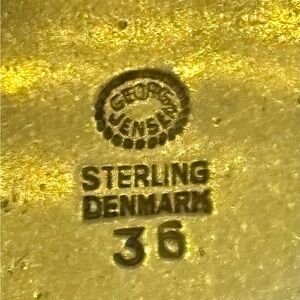 GEORG
JENSEN
STERLING
DENMARK
36